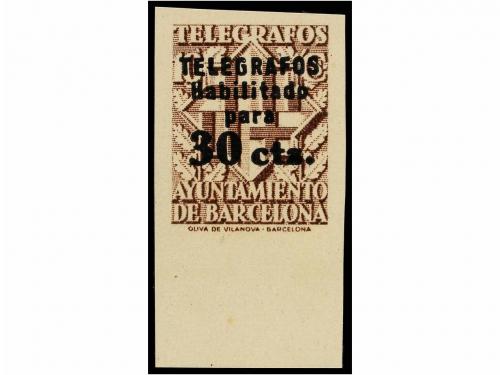 TELEGRAFOS
TELEGRAFOS
Habilitado
para
30 cts.
AYUNTAMIENTO
DE BARCELONA
OLIVA DE VILANOVA - BARCELONA